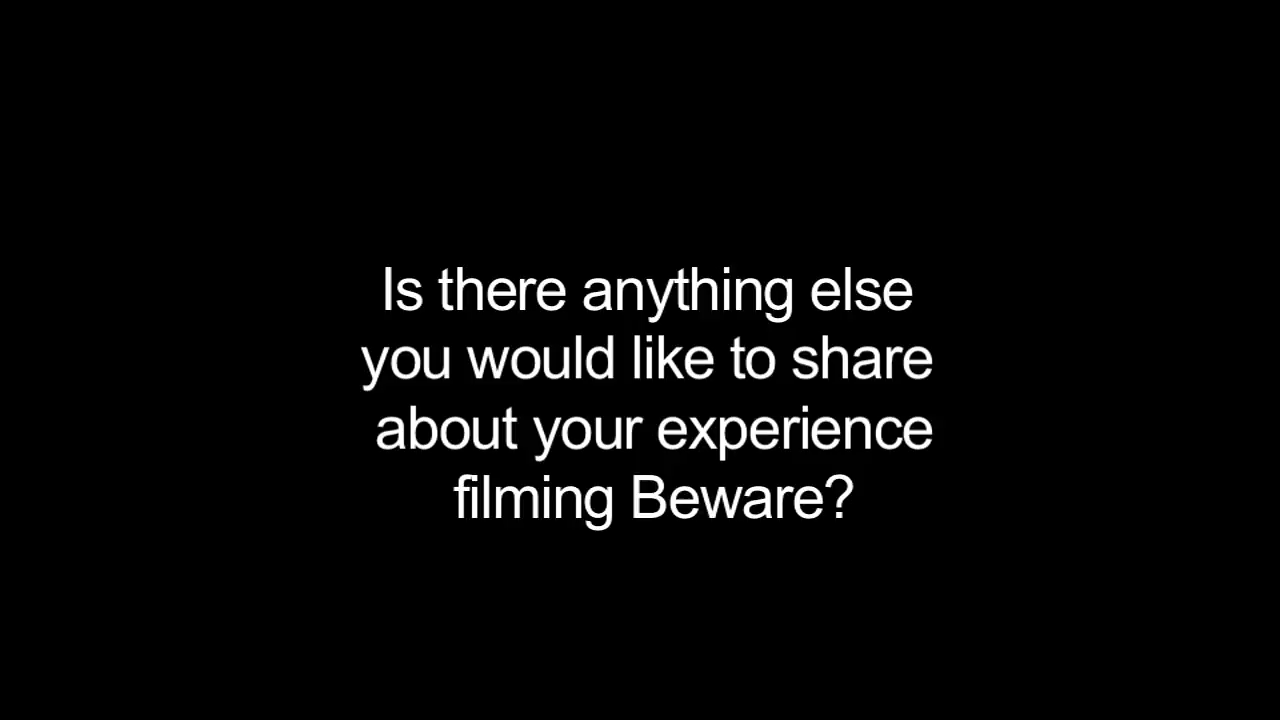 Is there anything else
you would like to share
about your experience
filming Beware?